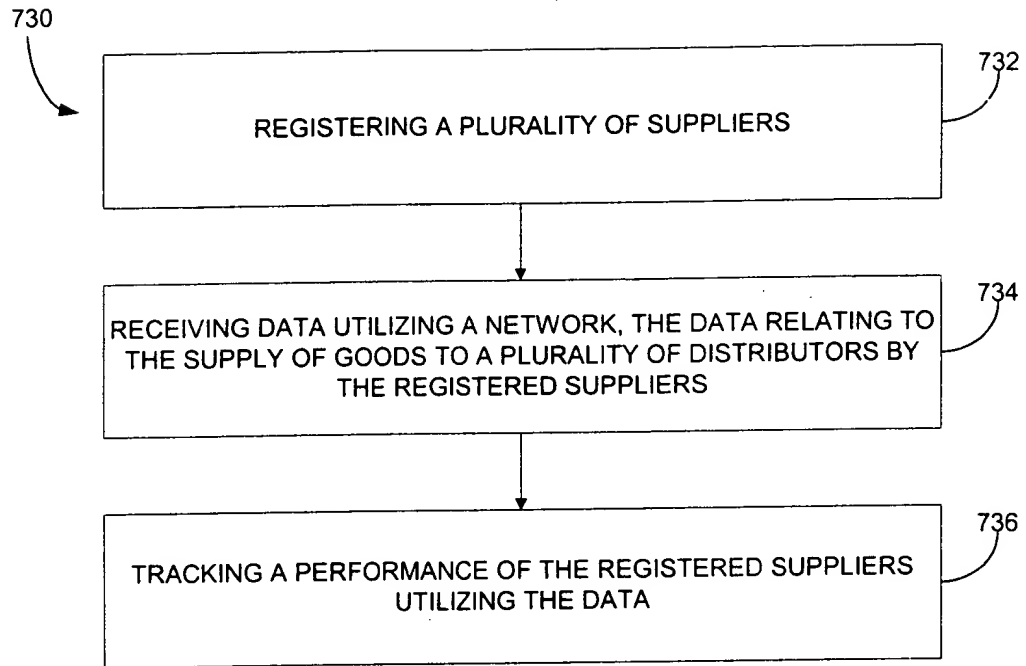 730
732
REGISTERING A PLURALITY OF SUPPLIERS
734
RECEIVING DATA UTILIZING A NETWORK, THE DATA RELATING TO
THE SUPPLY OF GOODS TO A PLURALITY OF DISTRIBUTORS BY
THE REGISTERED SUPPLIERS
736
TRACKING A PERFORMANCE OF THE REGISTERED SUPPLIERS
UTILIZING THE DATA